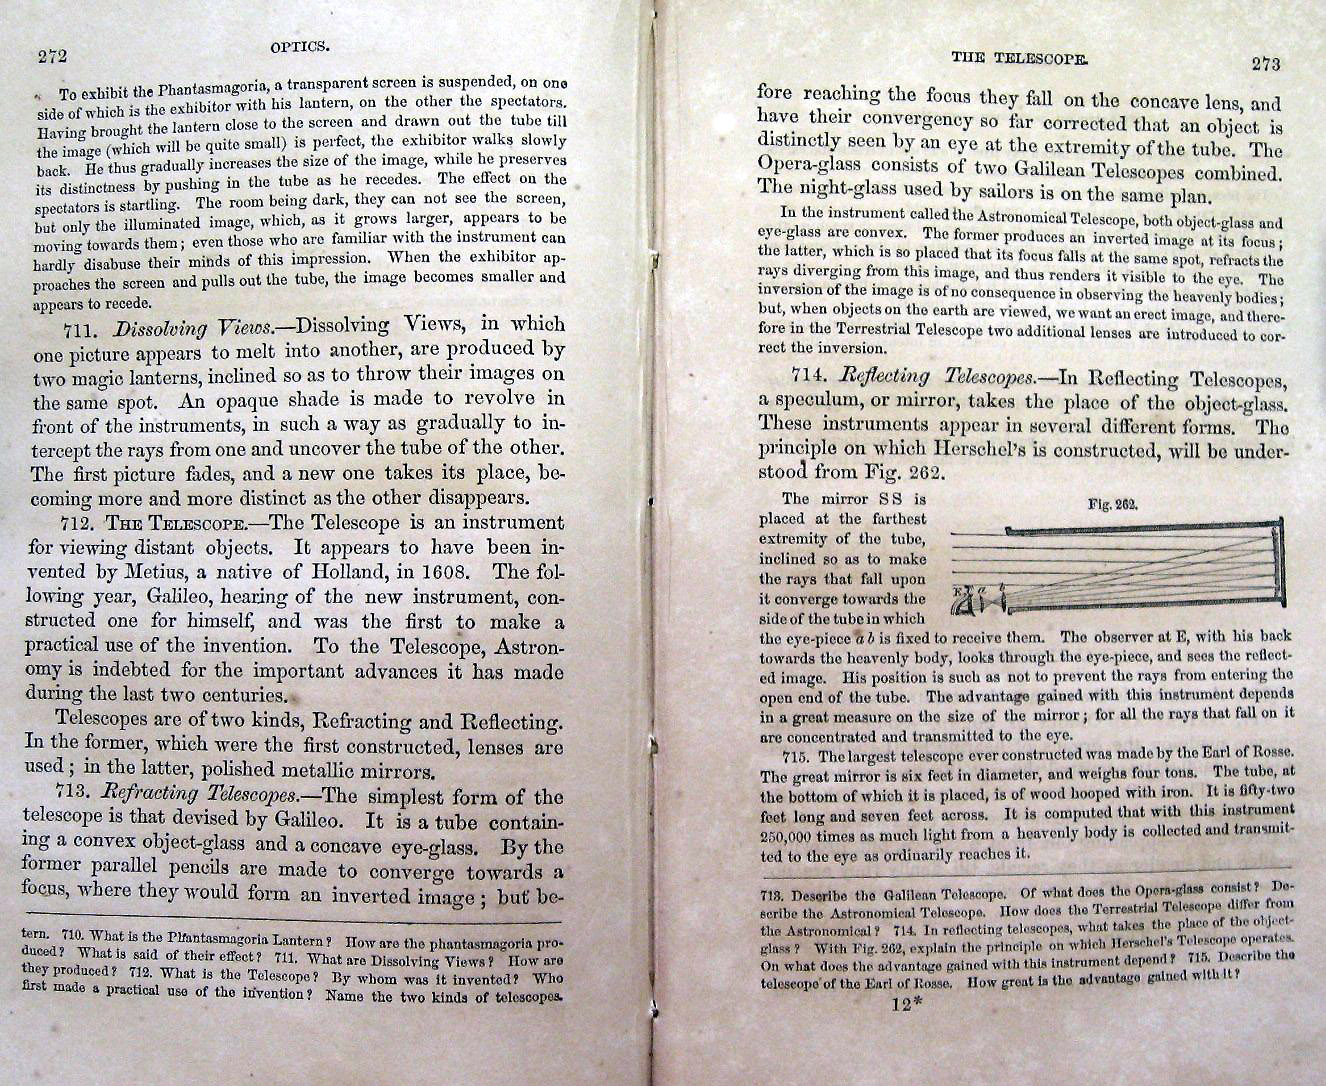 272
OPTICS.
To exhibit the Phantasmagoria, a transparent screen is suspended, on one
side of which is the exhibitor with his lantern, on the other the spectators.
Having brought the lantern close to the screen and drawn out the tube till
the image (which will be quite small) is perfect, the exhibitor walks slowly
back. He thus gradually increases the size of the image, while he preserves
its distinctness by pushing in the tube as he recedes. The effect on the
spectators is startling. The room being dark, they can not see the screen,
but only the illuminated image, which, as it grows larger, appears to be
moving towards them; even those who are familiar with the instrument can
hardly disabuse their minds of this impression. When the exhibitor ap-
proaches the screen and pulls out the tube, the image becomes smaller and
appears to recede.
711. Dissolving Views.—Dissolving Views, in which
one picture appears to melt into another, are produced by
two magic lanterns, inclined so as to throw their images on
the same spot. An opaque shade is made to revolve in
front of the instruments, in such a way as gradually to in-
tercept the rays from one and uncover the tube of the other.
The first picture fades, and a new one takes its place, be-
coming more and more distinct as the other disappears.
712. THE TELESCOPE.—The Telescope is an instrument
for viewing distant objects. It appears to have been in-
vented by Metius, a native of Holland, in 1608. The fol-
lowing year, Galileo, hearing of the new instrument, con-
structed one for himself, and was the first to make a
practical use of the invention. To the Telescope, Astron-
omy is indebted for the important advances it has made
during the last two centuries.
Telescopes are of two kinds, Refracting and Reflecting.
In the former, which were the first constructed, lenses are
used; in the latter, polished metallic mirrors.
713. Refracting Telescopes.—The simplest form of the
telescope is that devised by Galileo. It is a tube contain-
ing a convex object-glass and a concave eye-glass. By the
former parallel pencils are made to converge towards a
focus, where they would form an inverted image; but be-
tern. 710. What is the Phantasmagoria Lantern? How are the phantasmagoria pro-
duced? What is said of their effect? 711. What are Dissolving Views? How are
they produced? 712. What is the Telescope? By whom was it invented? Who
first made a practical use of the invention? Name the two kinds of telescopes.
THE TELESCOPE.
273
fore reaching the focus they fall on the concave lens, and
have their convergency so far corrected that an object is
distinctly seen by an eye at the extremity of the tube. The
Opera-glass consists of two Galilean Telescopes combined.
The night-glass used by sailors is on the same plan.
In the instrument called the Astronomical Telescope, both object-glass and
eye-glass are convex. The former produces an inverted image at its focus;
the latter, which is so placed that its focus falls at the same spot, refracts the
rays diverging from this image, and thus renders it visible to the eye. The
inversion of the image is of no consequence in observing the heavenly bodies;
but, when objects on the earth are viewed, we want an erect image, and there-
fore in the Terrestrial Telescope two additional lenses are introduced to cor-
rect the inversion.
714. Reflecting Telescopes.—In Reflecting Telescopes,
a speculum, or mirror, takes the place of the object-glass.
These instruments appear in several different forms. The
principle on which Herschel's is constructed, will be under-
stood from Fig. 262.
The mirror S S is
placed at the farthest
extremity of the tube,
inclined so as to make
the rays that fall upon
it converge towards the
side of the tube in which
Fig. 262.
the eye-piece a b is fixed to receive them. The observer at E, with his back
towards the heavenly body, looks through the eye-piece, and sees the reflect-
ed image. His position is such as not to prevent the rays from entering the
open end of the tube. The advantage gained with this instrument depends
in a great measure on the size of the mirror; for all the rays that fall on it
are concentrated and transmitted to the eye.
715. The largest telescope ever constructed was made by the Earl of Rosse.
The great mirror is six feet in diameter, and weighs four tons. The tube, at
the bottom of which it is placed, is of wood hooped with iron. It is fifty-two
feet long and seven feet across. It is computed that with this instrument
250,000 times as much light from a heavenly body is collected and transmit-
ted to the eye as ordinarily reaches it.
713. Describe the Galilean Telescope. Of what does the Opera-glass consist? De-
scribe the Astronomical Telescope. How does the Terrestrial Telescope differ from
the Astronomical? 714. In reflecting telescopes, what takes the place of the object-
glass? With Fig. 262, explain the principle on which Herschel's Telescope operates.
On what does the advantage gained with this instrument depend? 715. Describe the
telescope of the Earl of Rosse. How great is the advantage gained with it?
12*